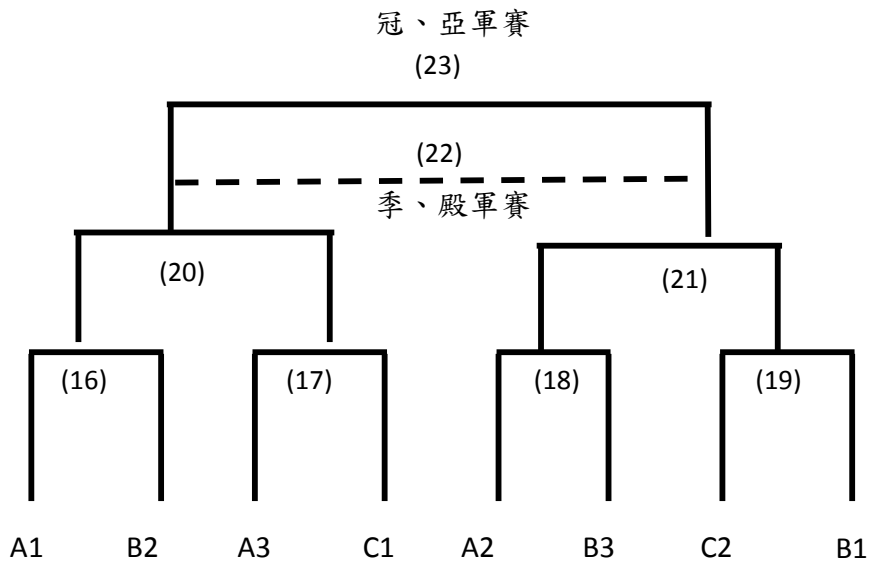 冠、亞軍賽
(23)
(22)
季、殿軍賽
(20)
(21)
(16)
(17)
(18)
(19)
A1
B2
A3
C1
A2
B3
C2
B1